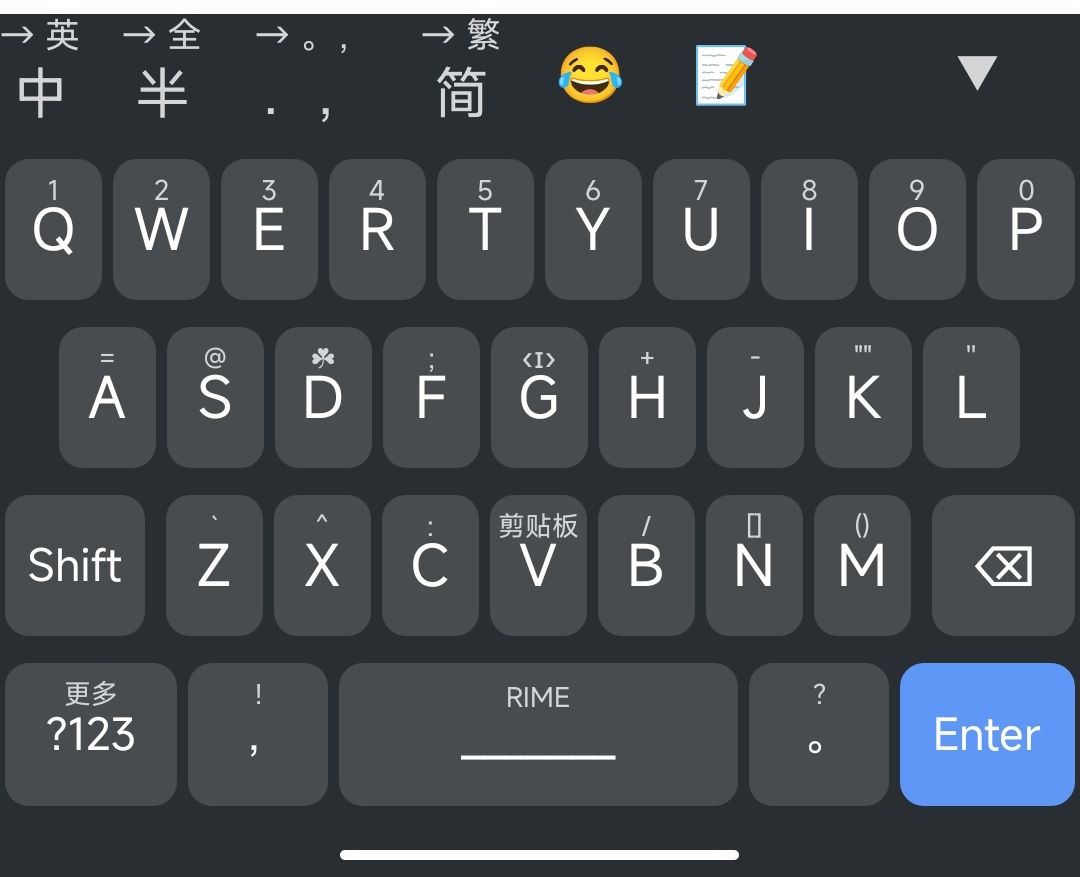 → 英 → 全 → 。, → 繁
中 半 . , 简 😂 📝 ▼
1 2 3 4 5 6 7 8 9 0
Q W E R T Y U I O P
= @ ☘ ; ‹ɪ› + - "" "
A S D F G H J K L
` ^ : 剪贴板 / [] ()
Shift Z X C V B N M ⌫
更多 ! RIME ?
?123 , 。 Enter